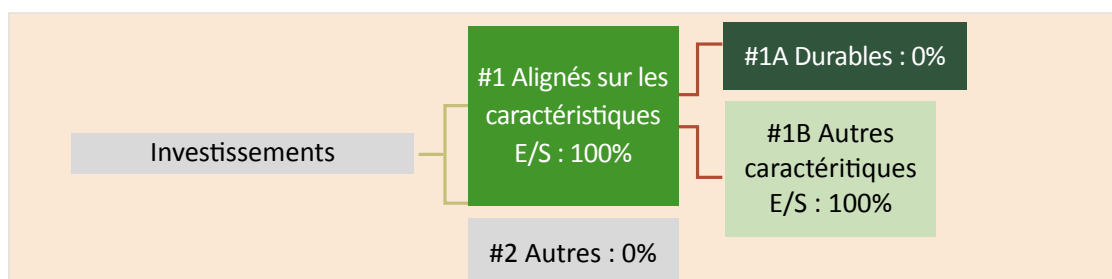 Investissements
#1 Alignés sur les
caractéristiques
E/S : 100%
#2 Autres : 0%
#1A Durables : 0%
#1B Autres
caractéritiques
E/S : 100%